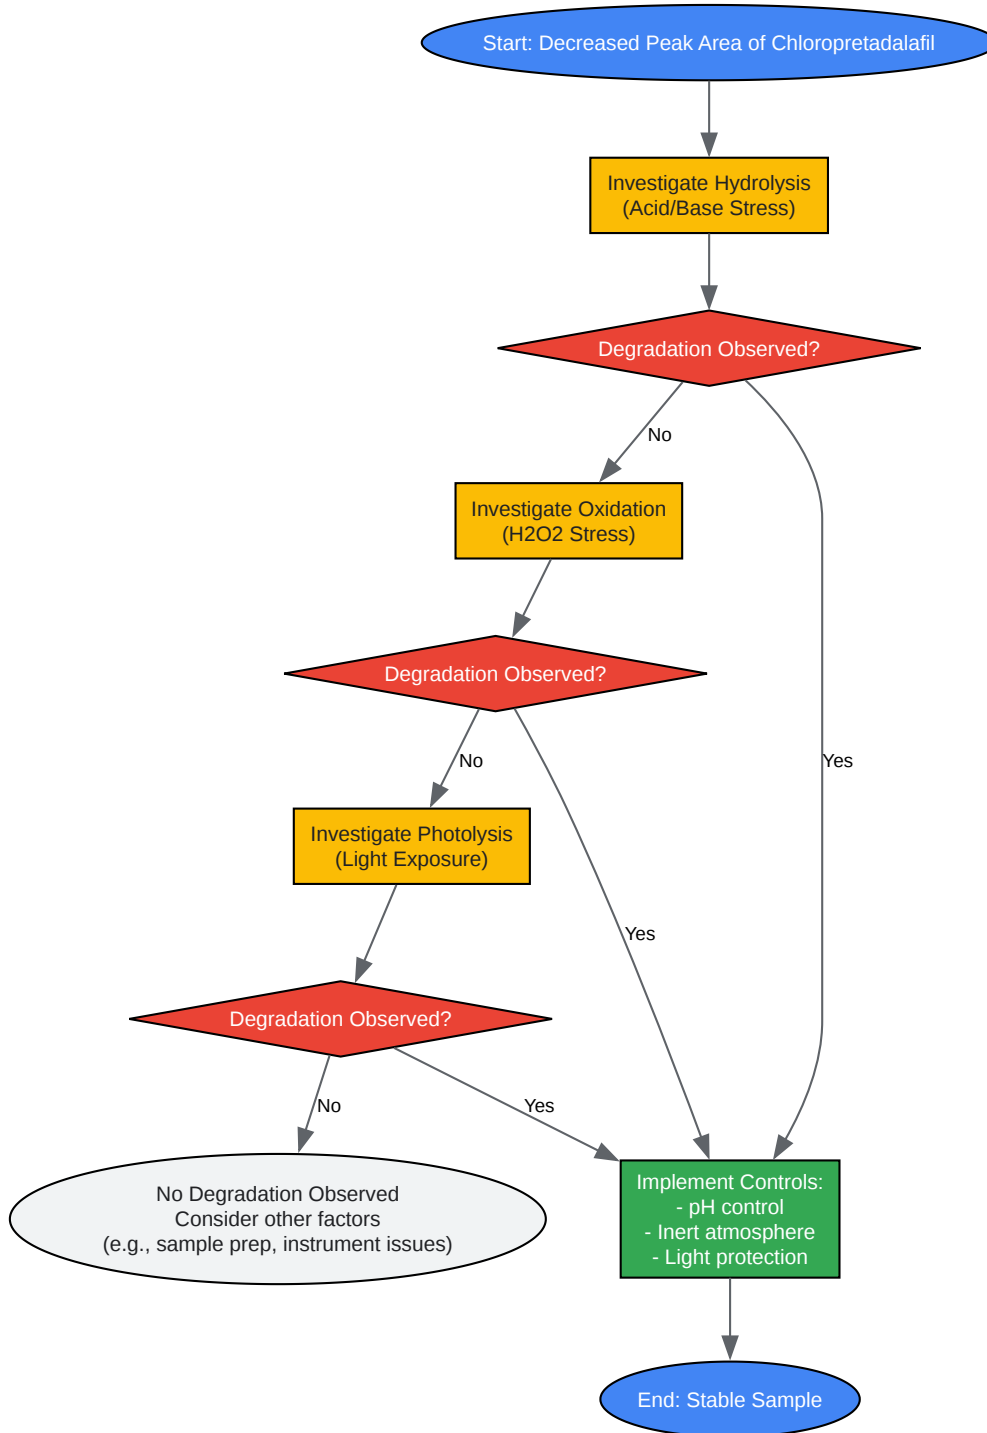 Start: Decreased Peak Area of Chloropretadalafil
Investigate Hydrolysis
(Acid/Base Stress)
Degradation Observed?
No
Investigate Oxidation
(H2O2 Stress)
Degradation Observed?
No
Yes
Investigate Photolysis
(Light Exposure)
Yes
Degradation Observed?
No
Yes
No Degradation Observed
Consider other factors
(e.g., sample prep, instrument issues)
Implement Controls:
- pH control
- Inert atmosphere
- Light protection
End: Stable Sample